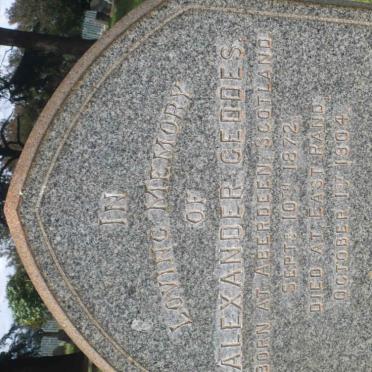 IN
LOVING MEMORY
OF
ALEXANDER GEDDES.
BORN AT ABERDEEN, SCOTLAND
SEPT. 10TH 1872.
DIED AT EAST RAND,
OCTOBER 17, 1904.